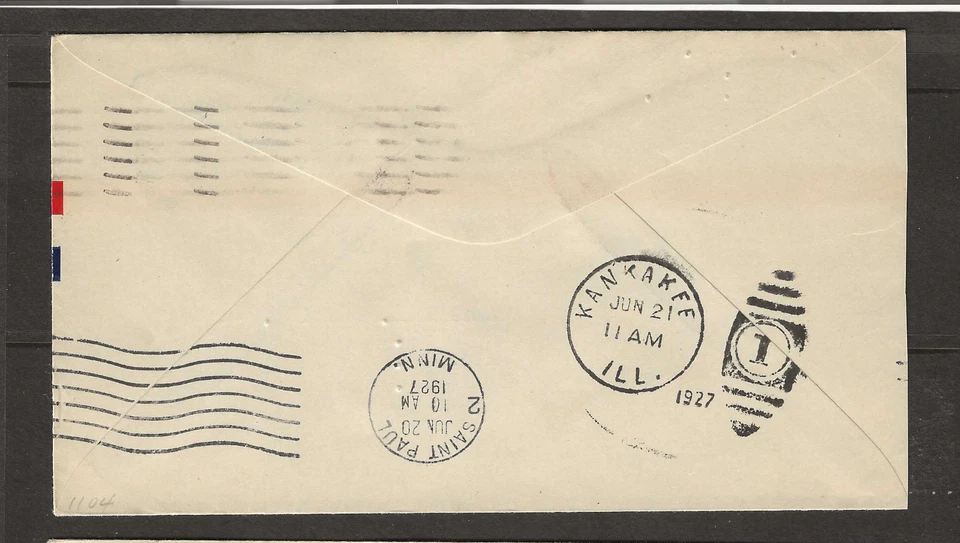 KANKAKEE
JUN 21
11 AM
ILL.
1927
1
2 SAINT PAUL
JUN 20
10 AM
1927
MINN.
1104